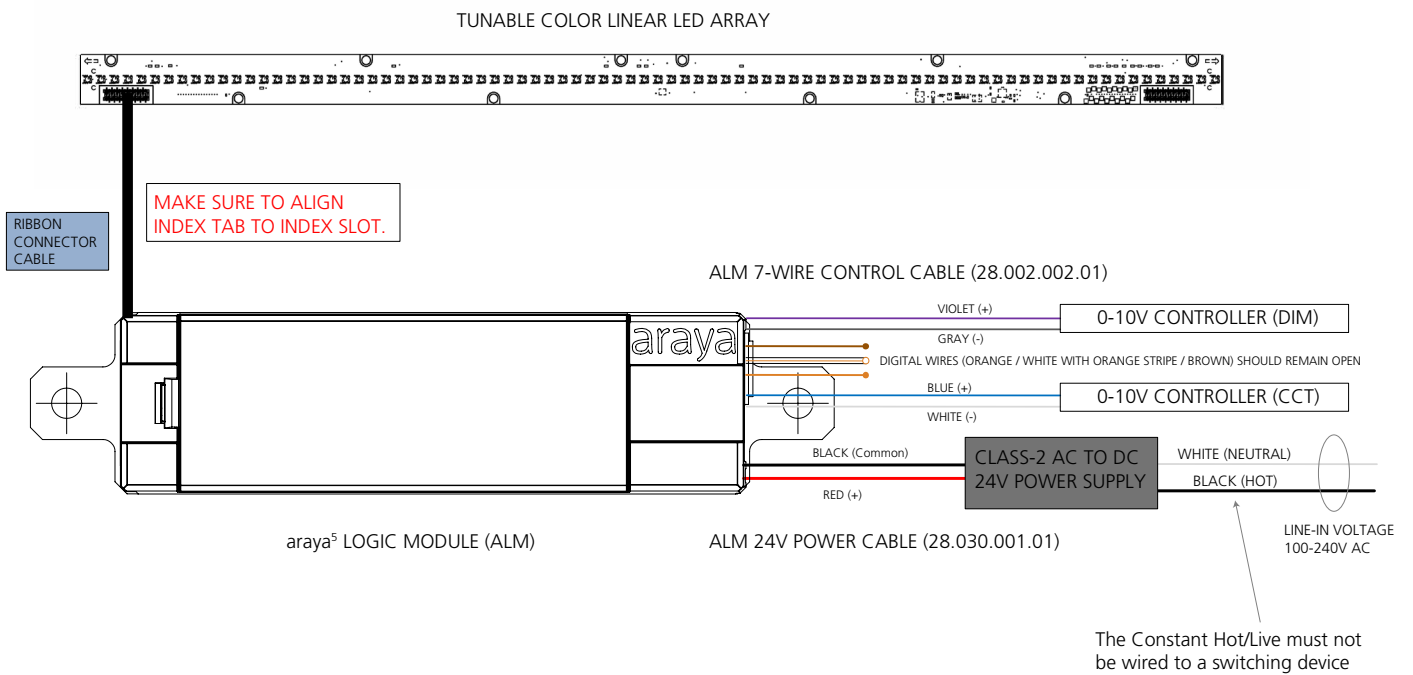 TUNABLE COLOR LINEAR LED ARRAY
MAKE SURE TO ALIGN
INDEX TAB TO INDEX SLOT.
RIBBON
CONNECTOR
CABLE
ALM 7-WIRE CONTROL CABLE (28.002.002.01)
VIOLET (+)
0-10V CONTROLLER (DIM)
GRAY (-)
araya
DIGITAL WIRES (ORANGE / WHITE WITH ORANGE STRIPE / BROWN) SHOULD REMAIN OPEN
BLUE (+)
0-10V CONTROLLER (CCT)
WHITE (-)
BLACK (Common)
RED (+)
CLASS-2 AC TO DC
24V POWER SUPPLY
WHITE (NEUTRAL)
BLACK (HOT)
LINE-IN VOLTAGE
100-240V AC
araya⁵ LOGIC MODULE (ALM)
ALM 24V POWER CABLE (28.030.001.01)
The Constant Hot/Live must not
be wired to a switching device